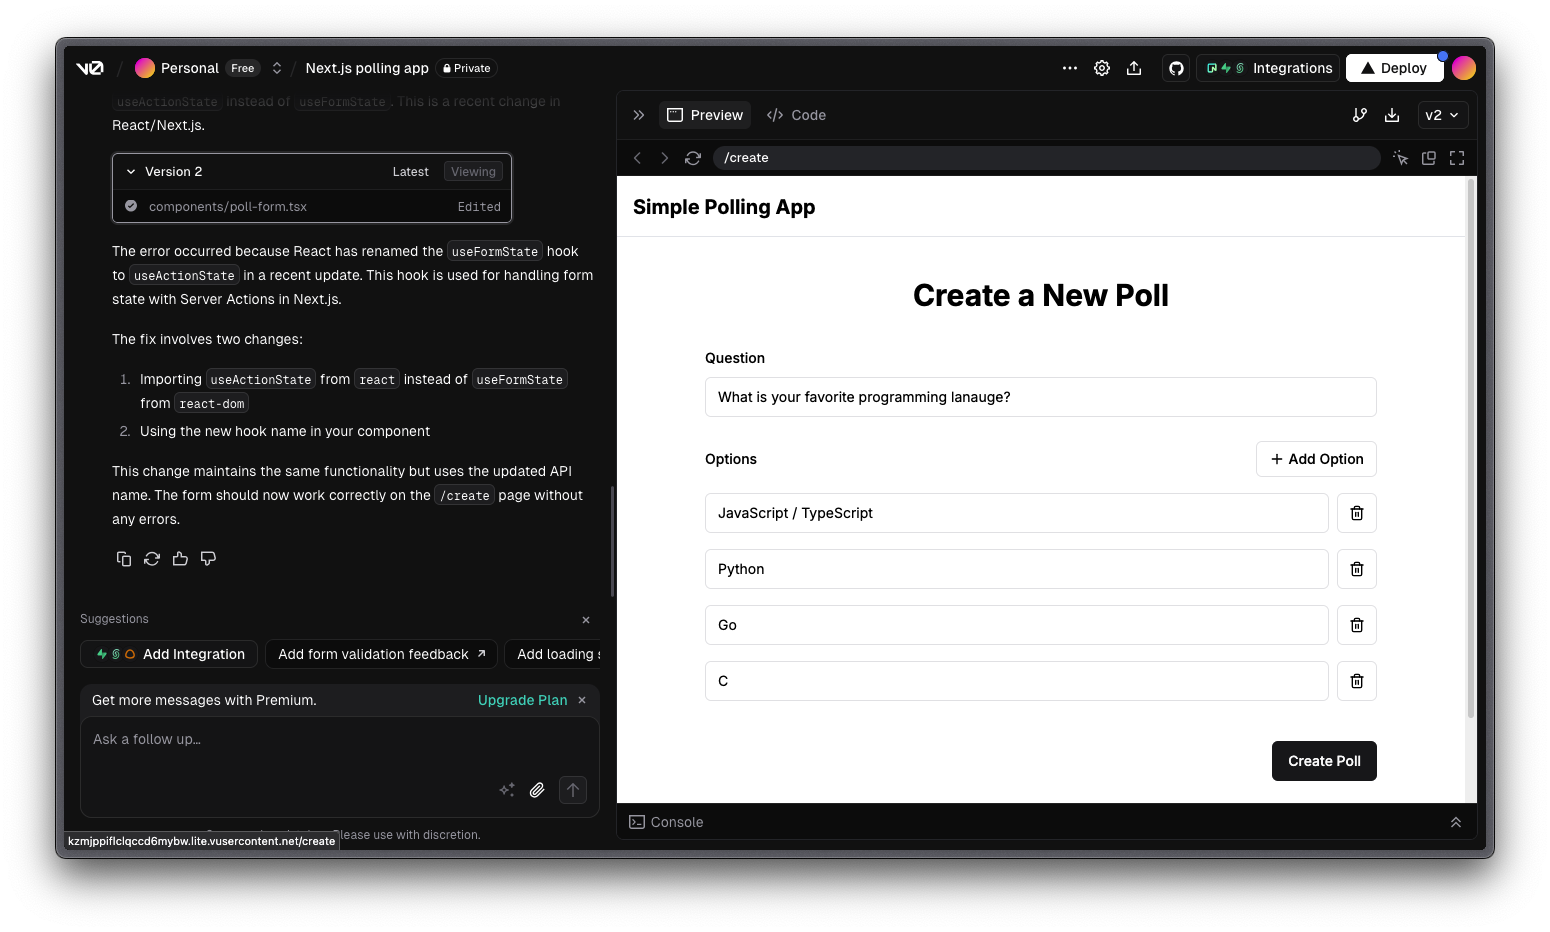 v0
Personal Free
Next.js polling app Private
Integrations
Deploy
useActionState instead of useFormState. This is a recent change in
React/Next.js.
Version 2 Latest Viewing
components/poll-form.tsx Edited
The error occurred because React has renamed the useFormState hook
to useActionState in a recent update. This hook is used for handling form
state with Server Actions in Next.js.
The fix involves two changes:
1. Importing useActionState from react instead of useFormState
from react-dom
2. Using the new hook name in your component
This change maintains the same functionality but uses the updated API
name. The form should now work correctly on the /create page without
any errors.
Suggestions
Add Integration
Add form validation feedback
Add loading
Get more messages with Premium. Upgrade Plan
Ask a follow up...
Please use with discretion.
kzmjppiflclqccd6mybw.lite.vusercontent.net/create
Preview
Code
v2
/create
Simple Polling App
Create a New Poll
Question
What is your favorite programming lanauge?
Options
Add Option
JavaScript / TypeScript
Python
Go
C
Create Poll
Console